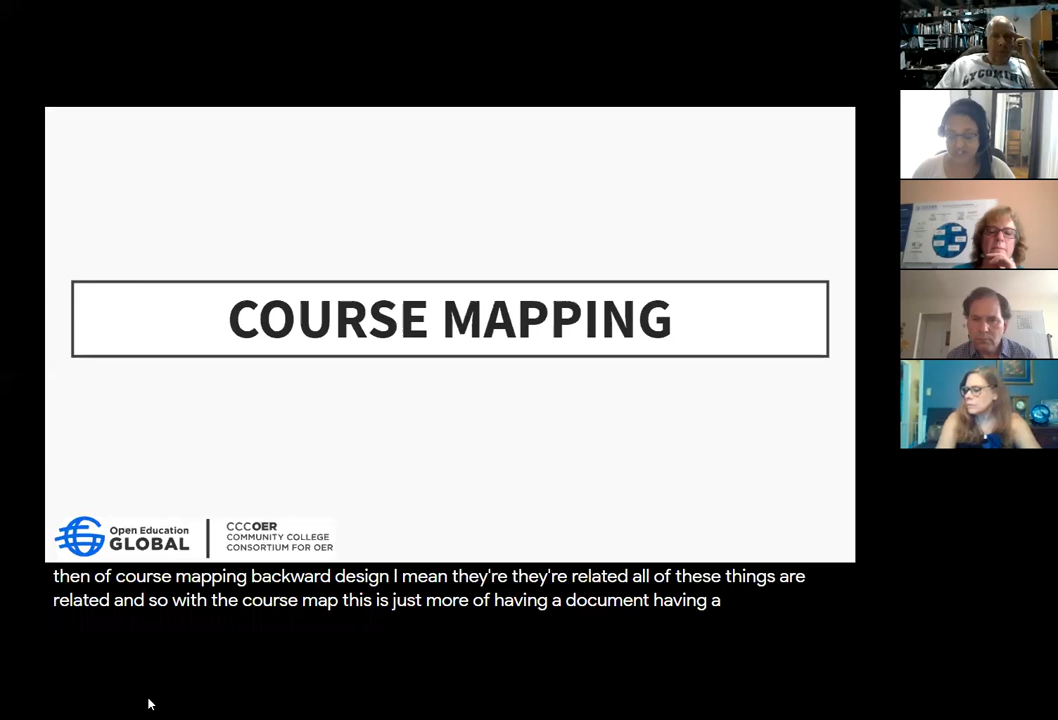 LYCOMING
COURSE MAPPING
Open Education
GLOBAL
CCCOER
COMMUNITY COLLEGE
CONSORTIUM FOR OER
then of course mapping backward design I mean they're they're related all of these things are
related and so with the course map this is just more of having a document having a